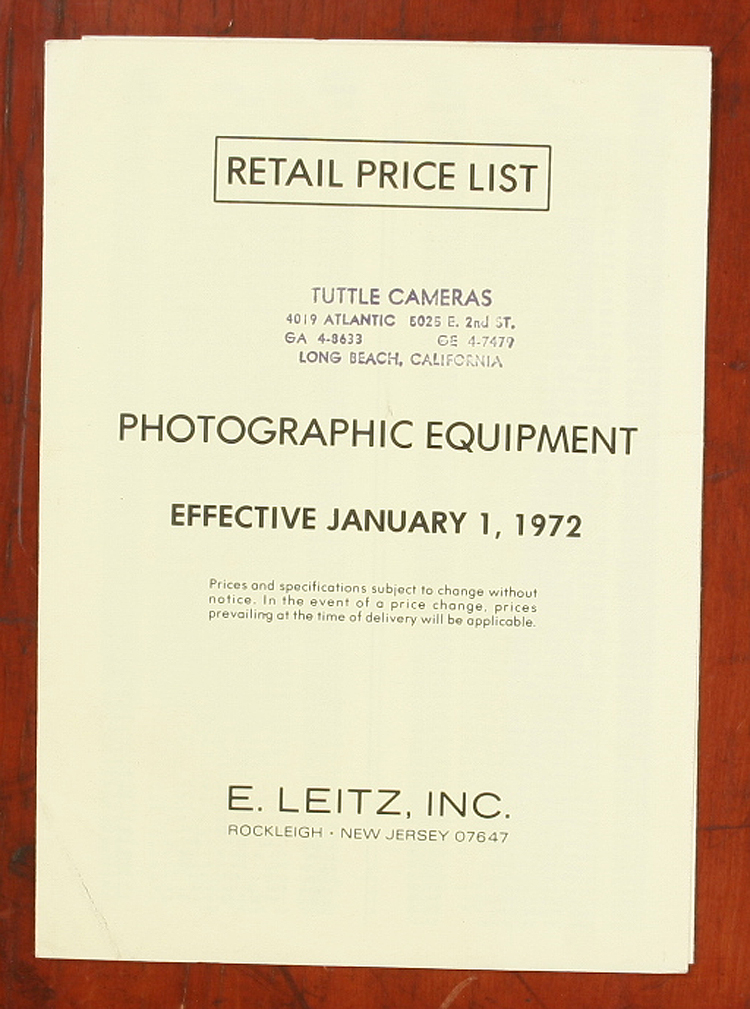 RETAIL PRICE LIST
TUTTLE CAMERAS
4019 ATLANTIC 5025 E. 2nd ST.
GA 4-8633 GE 4-7479
LONG BEACH, CALIFORNIA
PHOTOGRAPHIC EQUIPMENT
EFFECTIVE JANUARY 1, 1972
Prices and specifications subject to change without
notice. In the event of a price change, prices
prevailing at the time of delivery will be applicable.
E. LEITZ, INC.
ROCKLEIGH · NEW JERSEY 07647